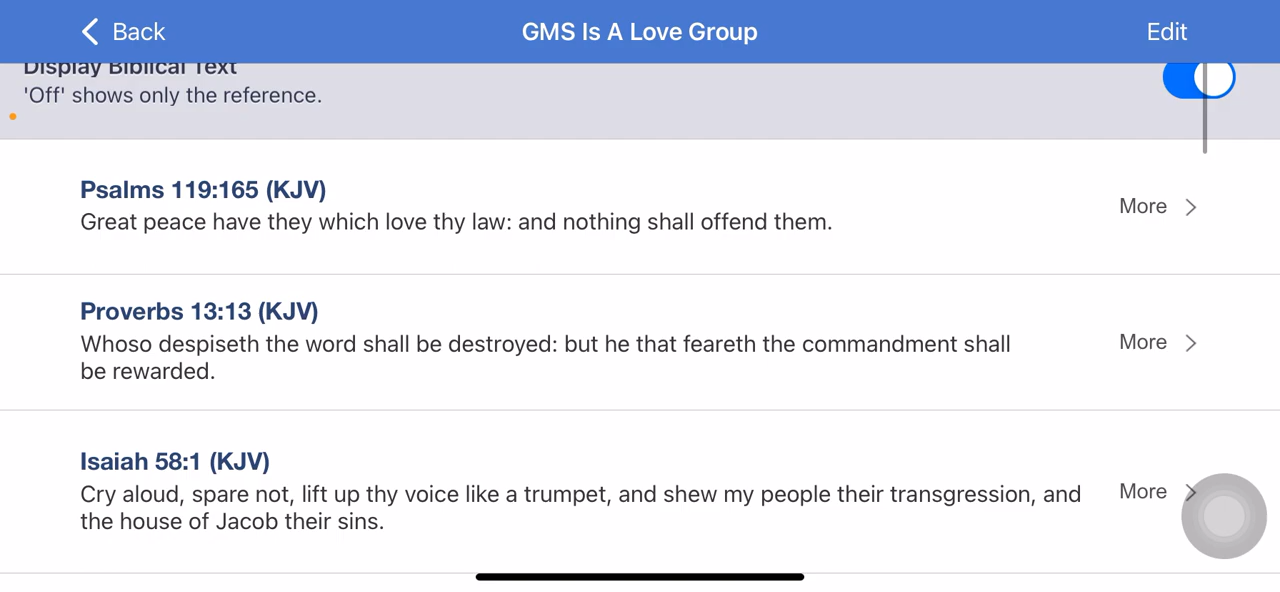 Back
GMS Is A Love Group
Edit
Display Biblical Text
'Off' shows only the reference.
Psalms 119:165 (KJV)
Great peace have they which love thy law: and nothing shall offend them.
More
Proverbs 13:13 (KJV)
Whoso despiseth the word shall be destroyed: but he that feareth the commandment shall
be rewarded.
More
Isaiah 58:1 (KJV)
Cry aloud, spare not, lift up thy voice like a trumpet, and shew my people their transgression, and
the house of Jacob their sins.
More